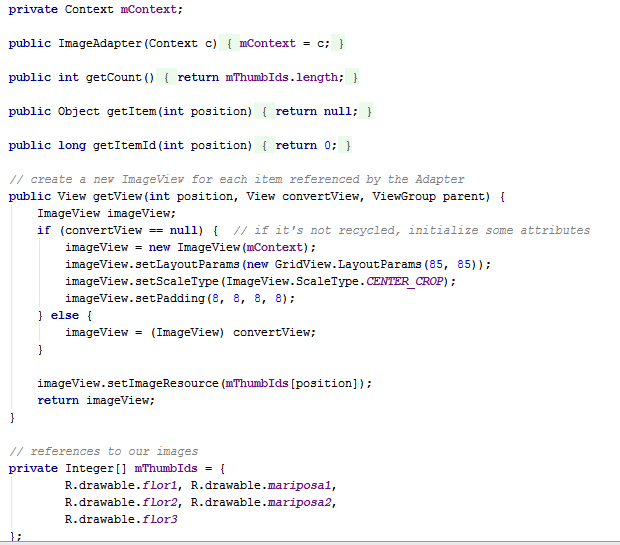 private Context mContext;
public ImageAdapter(Context c) { mContext = c; }
public int getCount() { return mThumbIds.length; }
public Object getItem(int position) { return null; }
public long getItemId(int position) { return 0; }
// create a new ImageView for each item referenced by the Adapter
public View getView(int position, View convertView, ViewGroup parent) {
ImageView imageView;
if (convertView == null) { // if it's not recycled, initialize some attributes
imageView = new ImageView(mContext);
imageView.setLayoutParams(new GridView.LayoutParams(85, 85));
imageView.setScaleType(ImageView.ScaleType.CENTER_CROP);
imageView.setPadding(8, 8, 8, 8);
} else {
imageView = (ImageView) convertView;
}
imageView.setImageResource(mThumbIds[position]);
return imageView;
}
// references to our images
private Integer[] mThumbIds = {
R.drawable.flor1, R.drawable.mariposa1,
R.drawable.flor2, R.drawable.mariposa2,
R.drawable.flor3
};